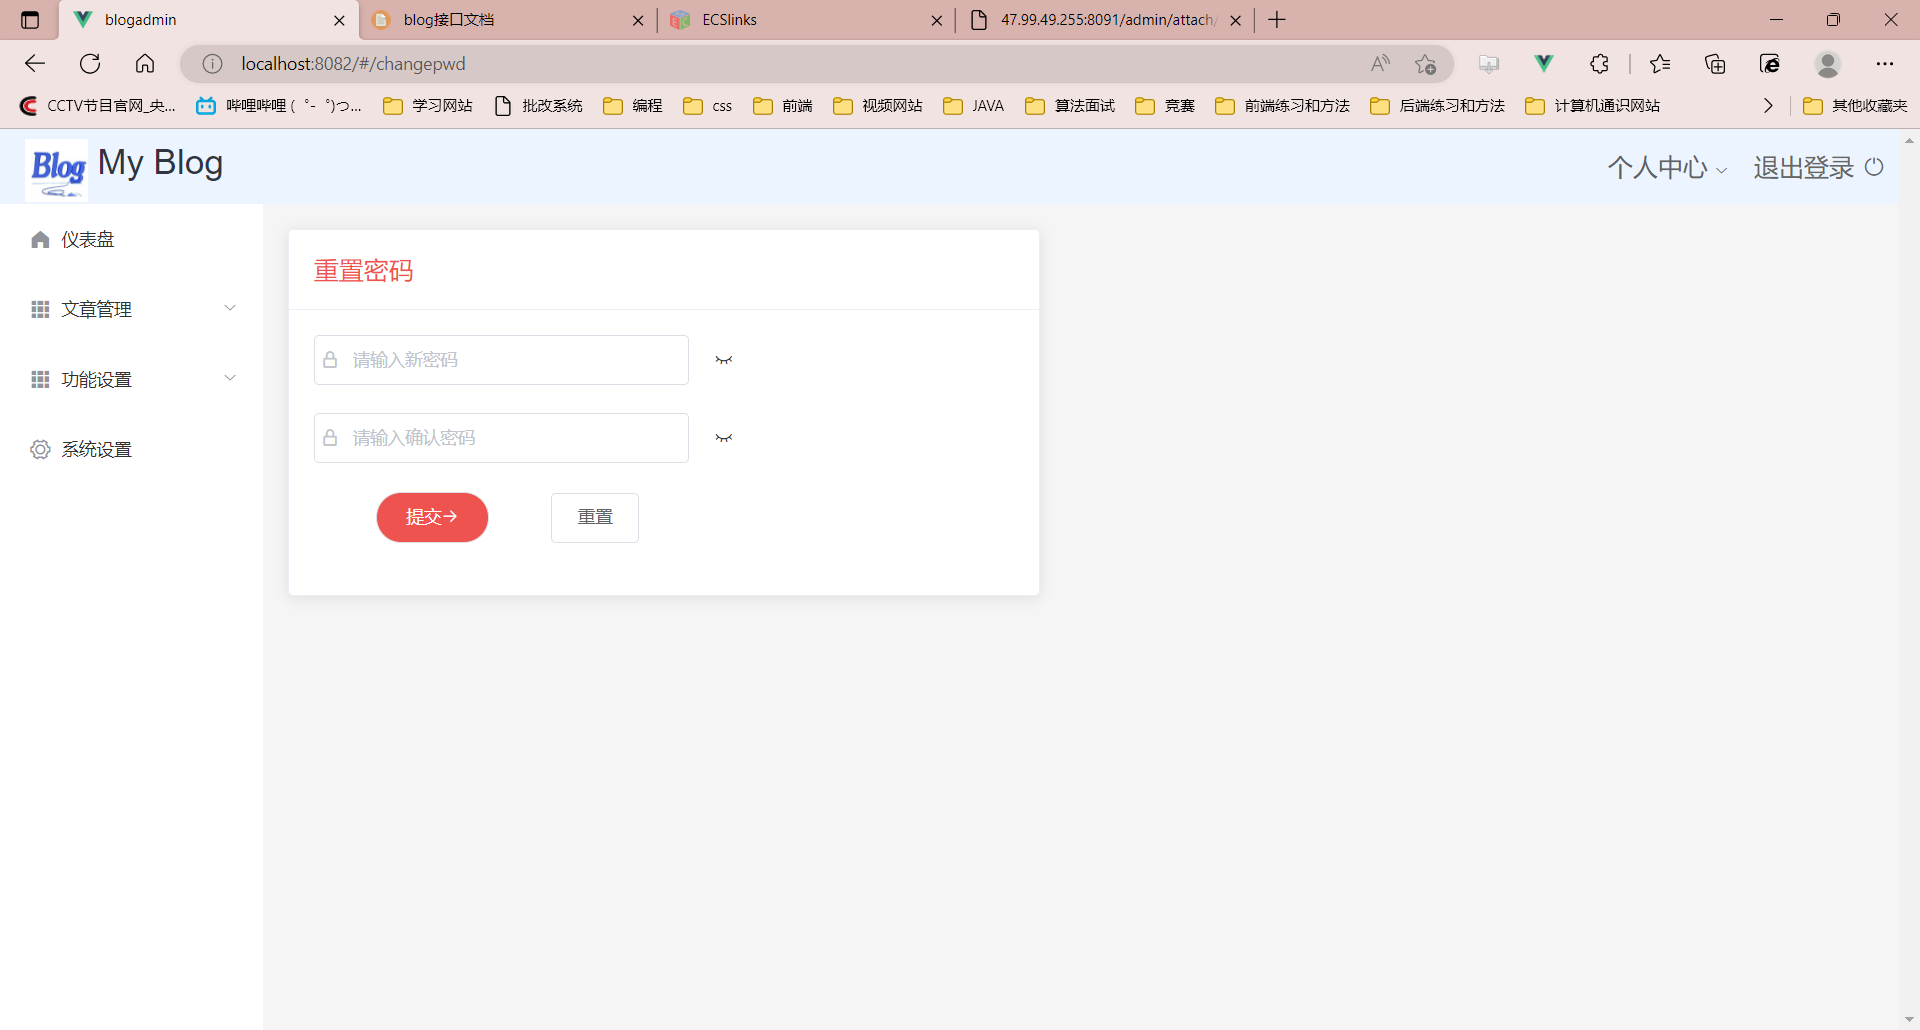 blogadmin
blog接口文档
ECSlinks
47.99.49.255:8091/admin/attach/
localhost:8082/#/changepwd
CCTV节目官网_央...
哔哩哔哩 ( ゜- ゜)つ...
学习网站
批改系统
编程
css
前端
视频网站
JAVA
算法面试
竞赛
前端练习和方法
后端练习和方法
计算机通识网站
其他收藏夹
Blog My Blog
个人中心
退出登录
仪表盘
文章管理
功能设置
系统设置
重置密码
请输入新密码
请输入确认密码
提交→
重置